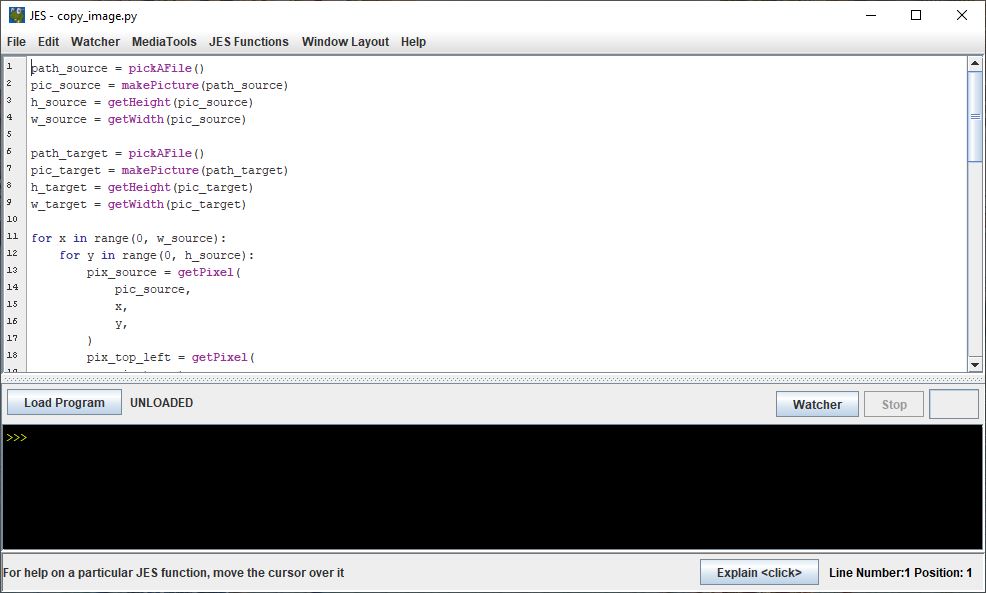 JES - copy_image.py
File Edit Watcher MediaTools JES Functions Window Layout Help
1 path_source = pickAFile()
2 pic_source = makePicture(path_source)
3 h_source = getHeight(pic_source)
4 w_source = getWidth(pic_source)
5
6 path_target = pickAFile()
7 pic_target = makePicture(path_target)
8 h_target = getHeight(pic_target)
9 w_target = getWidth(pic_target)
10
11 for x in range(0, w_source):
12     for y in range(0, h_source):
13         pix_source = getPixel(
14             pic_source,
15             x,
16             y,
17         )
18         pix_top_left = getPixel(
Load Program UNLOADED Watcher Stop
>>>
For help on a particular JES function, move the cursor over it Explain <click> Line Number:1 Position: 1